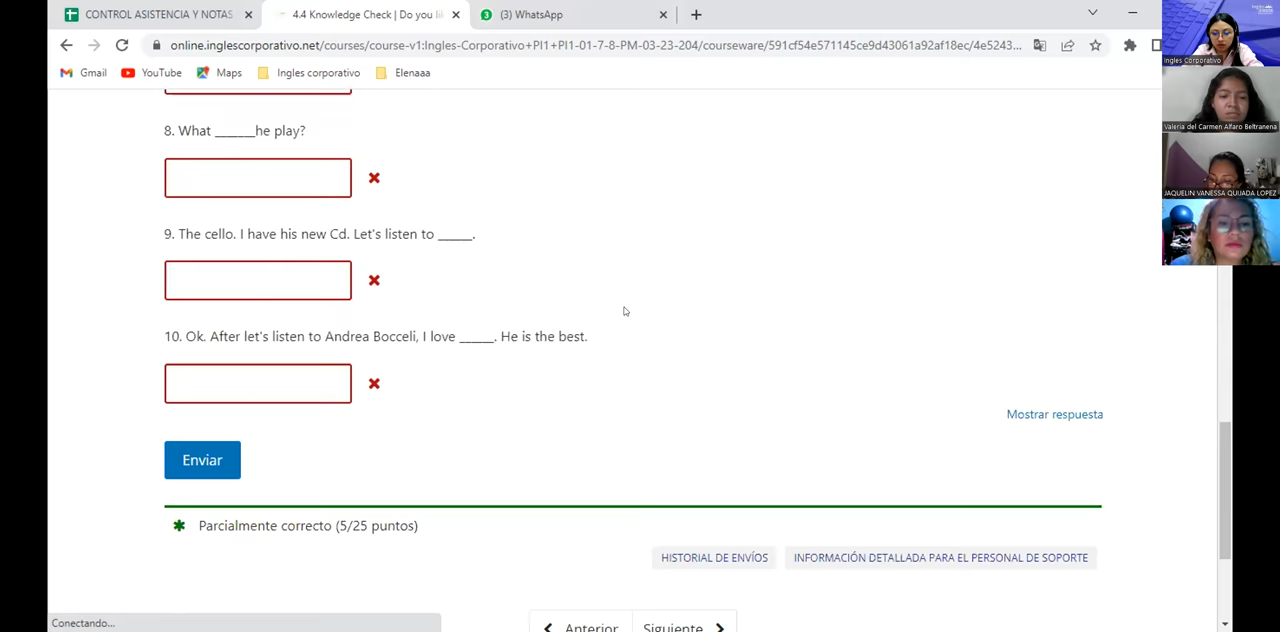 CONTROL ASISTENCIA Y NOTAS
4.4 Knowledge Check | Do you li
(3) WhatsApp
online.inglescorporativo.net/courses/course-v1:Ingles-Corporativo+PI1+PI1-01-7-8-PM-03-23-204/courseware/591cf54e571145ce9d43061a92af18ec/4e5243...
Gmail
YouTube
Maps
Ingles corporativo
Elenaaa
Ingles Corporativo
Valeria del Carmen Alfaro Beltranena
JAQUELIN VANESSA QUIJADA LOPEZ
8. What ______he play?
9. The cello. I have his new Cd. Let's listen to _____.
10. Ok. After let's listen to Andrea Bocceli, I love _____. He is the best.
Mostrar respuesta
Enviar
Parcialmente correcto (5/25 puntos)
HISTORIAL DE ENVÍOS
INFORMACIÓN DETALLADA PARA EL PERSONAL DE SOPORTE
Conectando...
Anterior
Siguiente